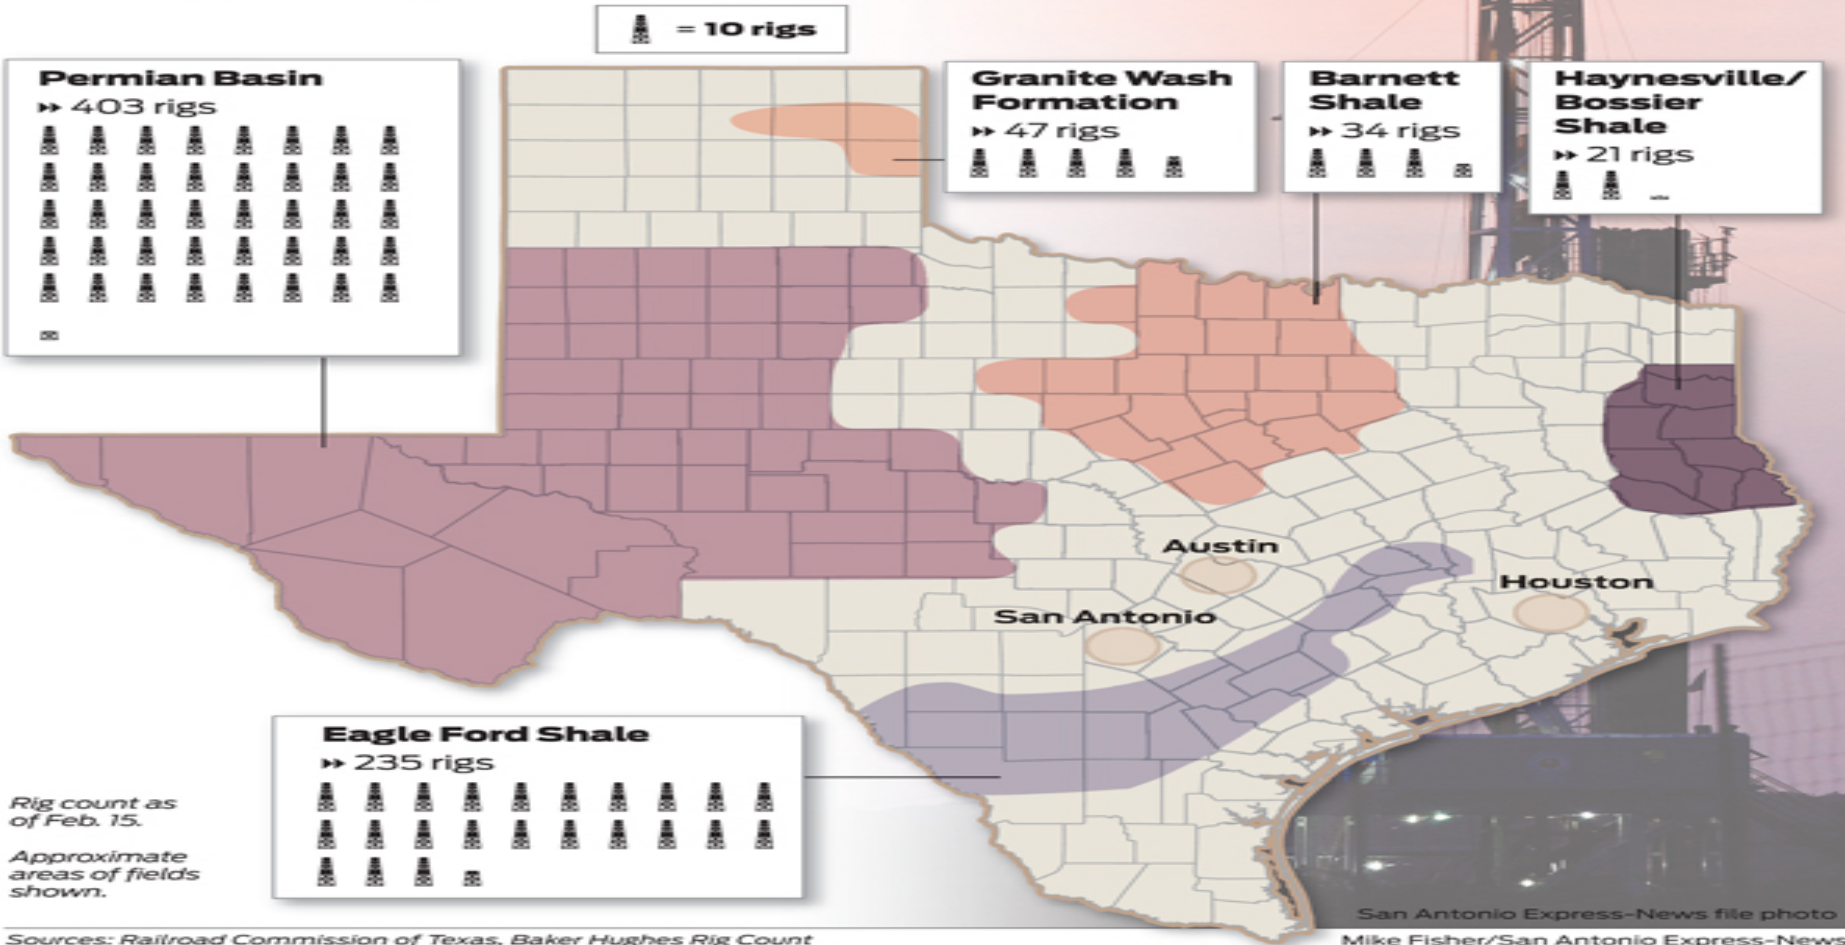 = 10 rigs
Permian Basin
403 rigs
Granite Wash
Formation
47 rigs
Barnett
Shale
34 rigs
Haynesville/
Bossier
Shale
21 rigs
Austin
Houston
San Antonio
Eagle Ford Shale
235 rigs
Rig count as
of Feb. 15.
Approximate
areas of fields
shown.
San Antonio Express-News file photo
Sources: Railroad Commission of Texas, Baker Hughes Rig Count
Mike Fisher/San Antonio Express-News